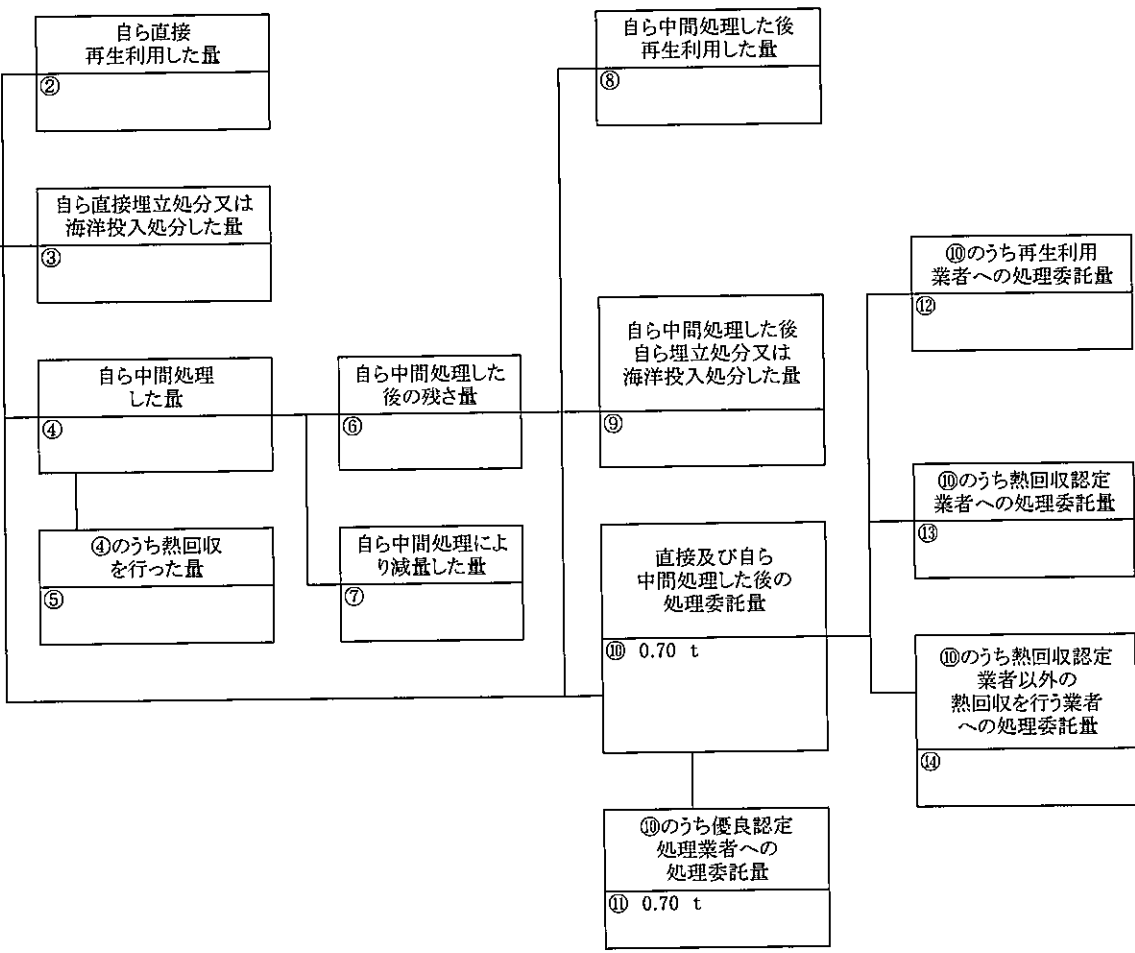 自ら直接
再生利用した量
②
自ら直接埋立処分又は
海洋投入処分した量
③
自ら中間処理
した量
④
④のうち熱回収
を行った量
⑤
自ら中間処理した
後の残さ量
⑥
自ら中間処理によ
り減量した量
⑦
自ら中間処理した後
再生利用した量
⑧
自ら中間処理した後
自ら埋立処分又は
海洋投入処分した量
⑨
直接及び自ら
中間処理した後の
処理委託量
⑩ 0.70 t
⑩のうち優良認定
処理業者への
処理委託量
⑪ 0.70 t
⑩のうち再生利用
業者への処理委託量
⑫
⑩のうち熱回収認定
業者への処理委託量
⑬
⑩のうち熱回収認定
業者以外の
熱回収を行う業者
への処理委託量
⑭